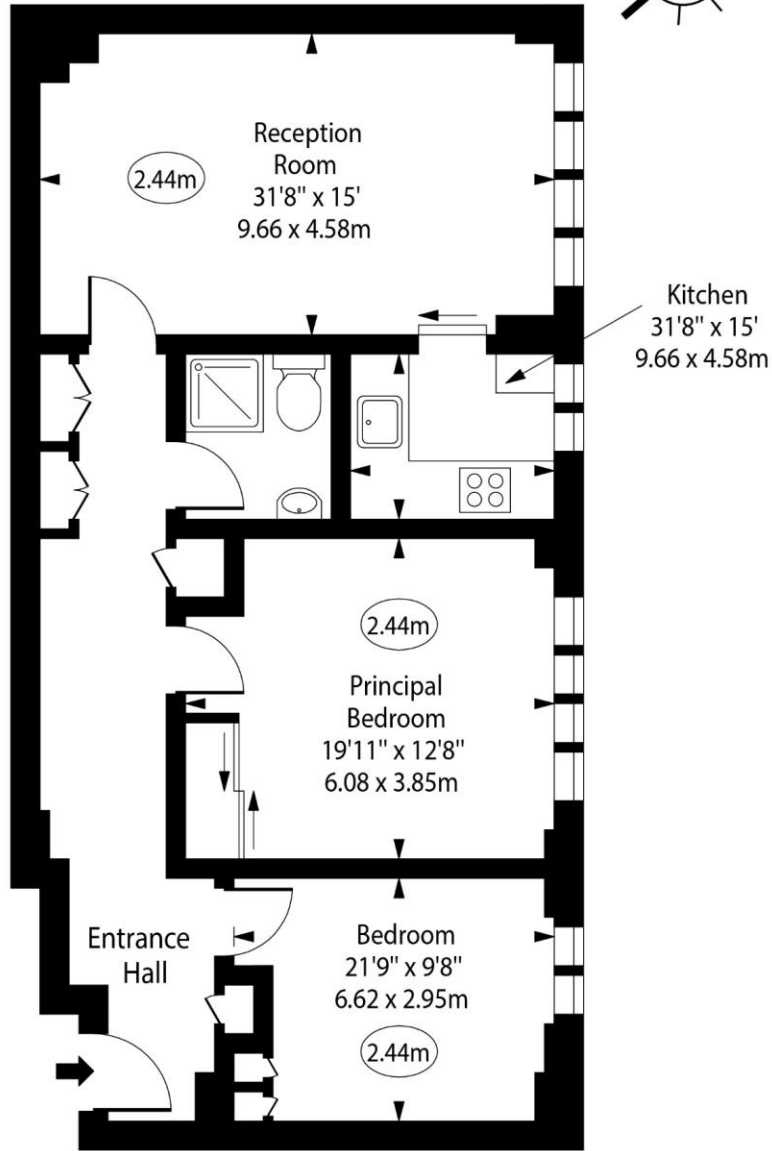 Reception
Room
31'8" x 15'
9.66 x 4.58m
2.44m
Kitchen
31'8" x 15'
9.66 x 4.58m
2.44m
Principal
Bedroom
19'11" x 12'8"
6.08 x 3.85m
Entrance
Hall
Bedroom
21'9" x 9'8"
6.62 x 2.95m
2.44m